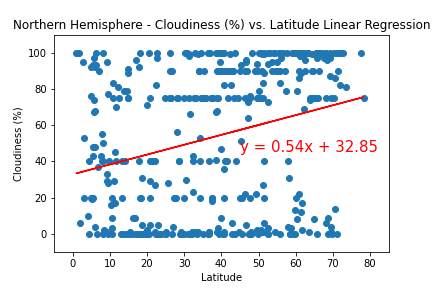 Northern Hemisphere - Cloudiness (%) vs. Latitude Linear Regression
100
80
60
40
20
0
Cloudiness (%)
y = 0.54x + 32.85
0 10 20 30 40 50 60 70 80
Latitude